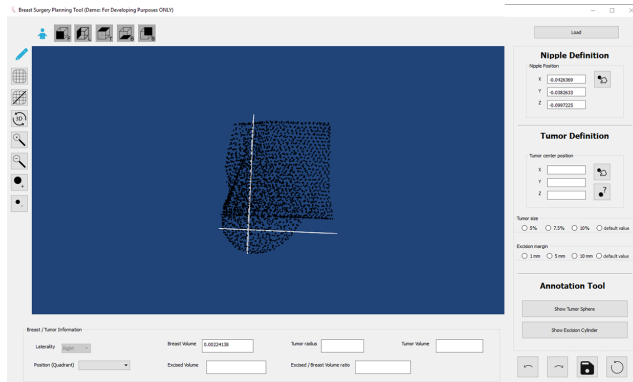 Breast Surgery Planning Tool (Demo: For Developing Purposes ONLY)
Load
Nipple Definition
Nipple Position
X -0.0426369
Y -0.0382633
Z -0.0997225
Tumor Definition
Tumor center position
X
Y
Z
Tumor size
5% 7.5% 10% default value
Excision margin
1 mm 5 mm 10 mm default value
Annotation Tool
Show Tumor Sphere
Show Excision Cylinder
3D
Breast / Tumor Information
Laterality Right
Breast Volume 0.00224138
Tumor radius
Tumor Volume
Position (Quadrant)
Excised Volume
Excised / Breast Volume ratio